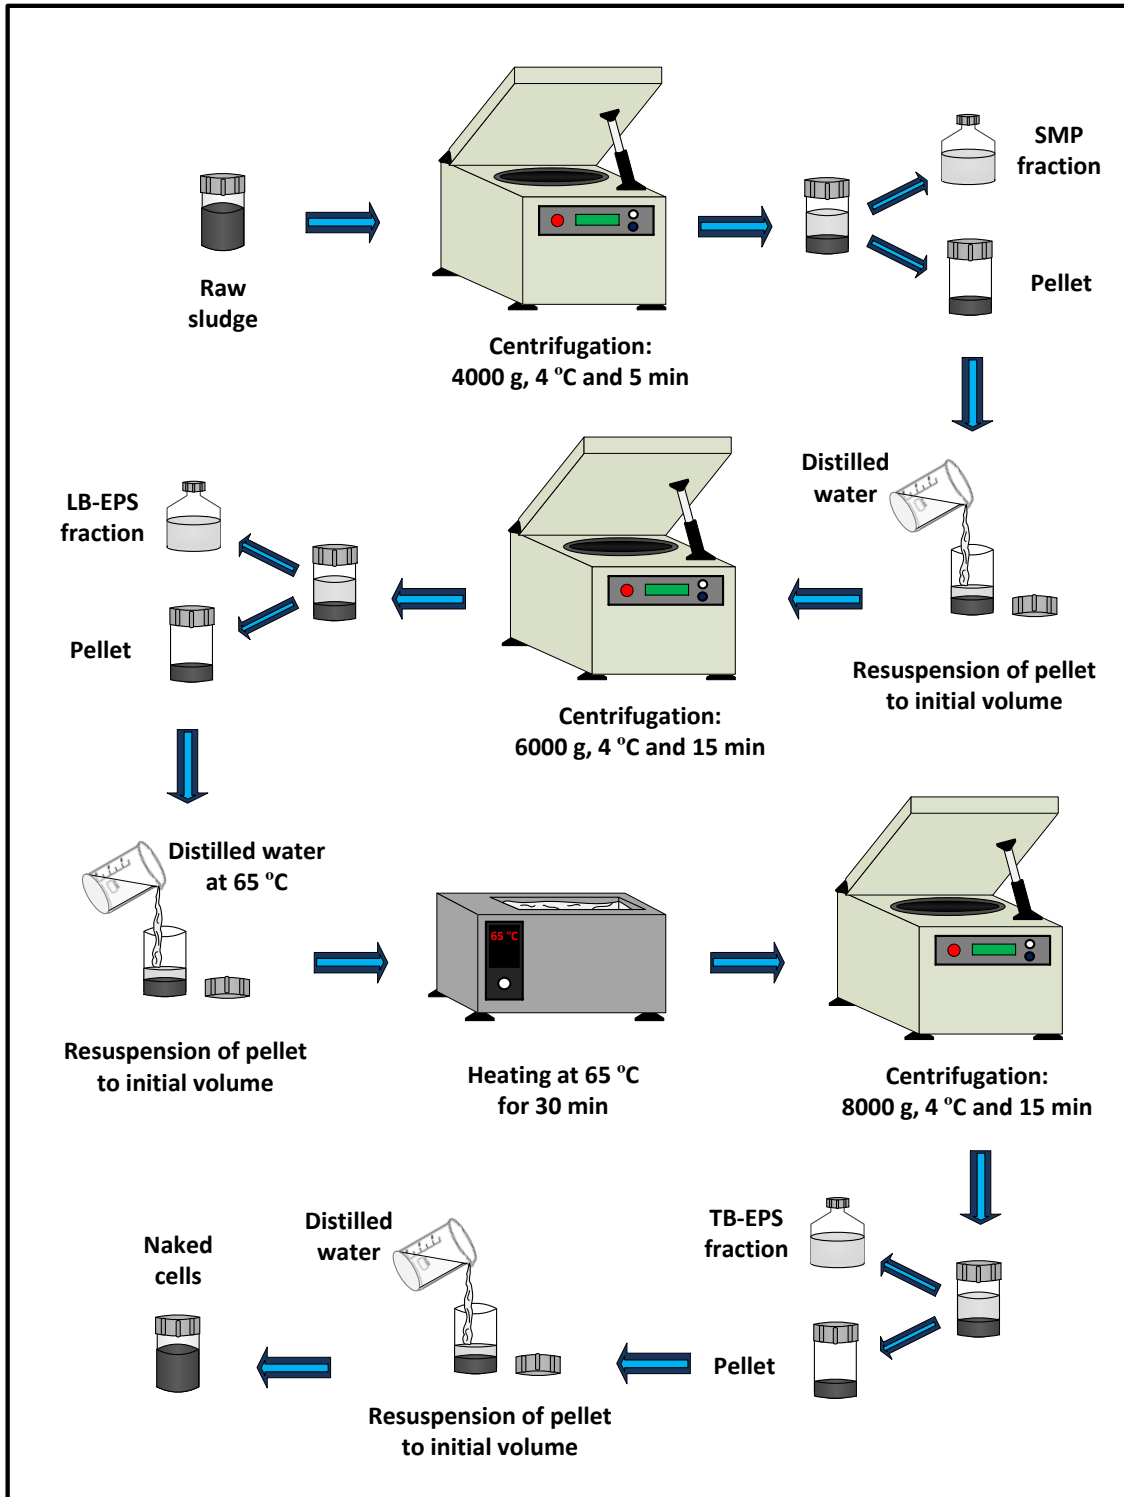 SMP
fraction
Raw
sludge
Pellet
Centrifugation:
4000 g, 4 °C and 5 min
Distilled
water
LB-EPS
fraction
Pellet
Resuspension of pellet
to initial volume
Centrifugation:
6000 g, 4 °C and 15 min
Distilled water
at 65 °C
65 °C
Resuspension of pellet
to initial volume
Heating at 65 °C
for 30 min
Centrifugation:
8000 g, 4 °C and 15 min
TB-EPS
fraction
Distilled
water
Naked
cells
Pellet
Resuspension of pellet
to initial volume